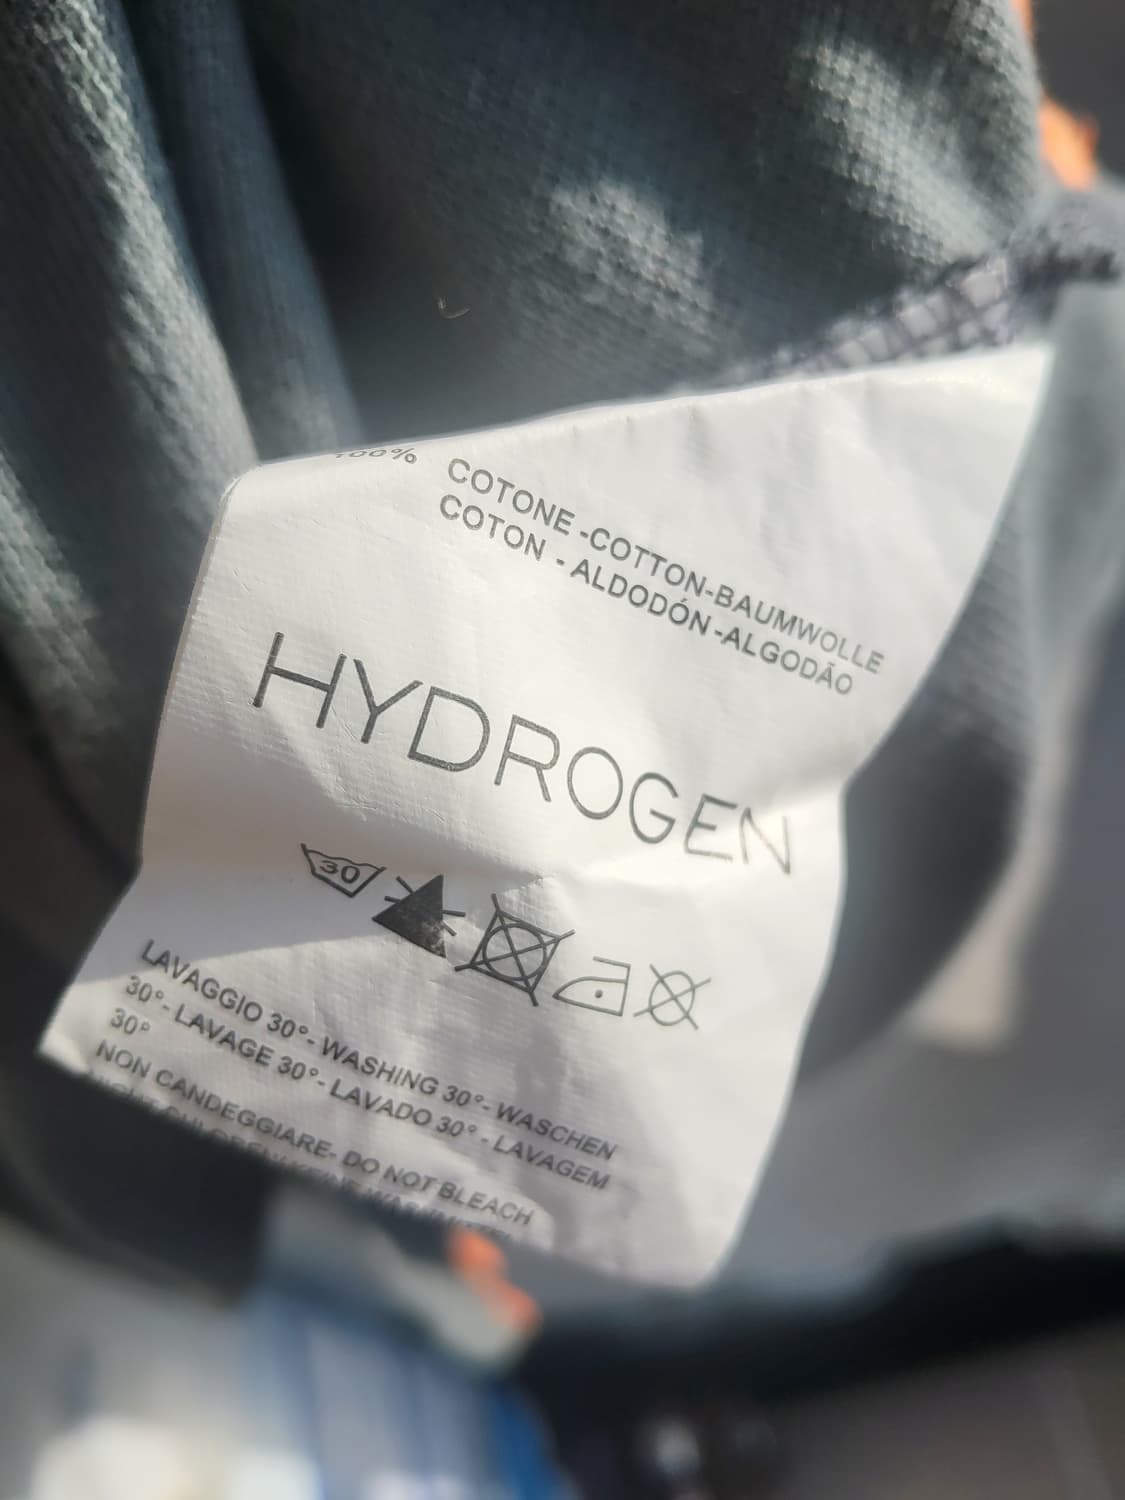 100% COTONE -COTTON-BAUMWOLLE
COTON - ALDODÓN -ALGODÃO
HYDROGEN
30
LAVAGGIO 30°- WASHING 30°- WASCHEN
30°- LAVAGE 30°- LAVADO 30° - LAVAGEM
30°
NON CANDEGGIARE- DO NOT BLEACH